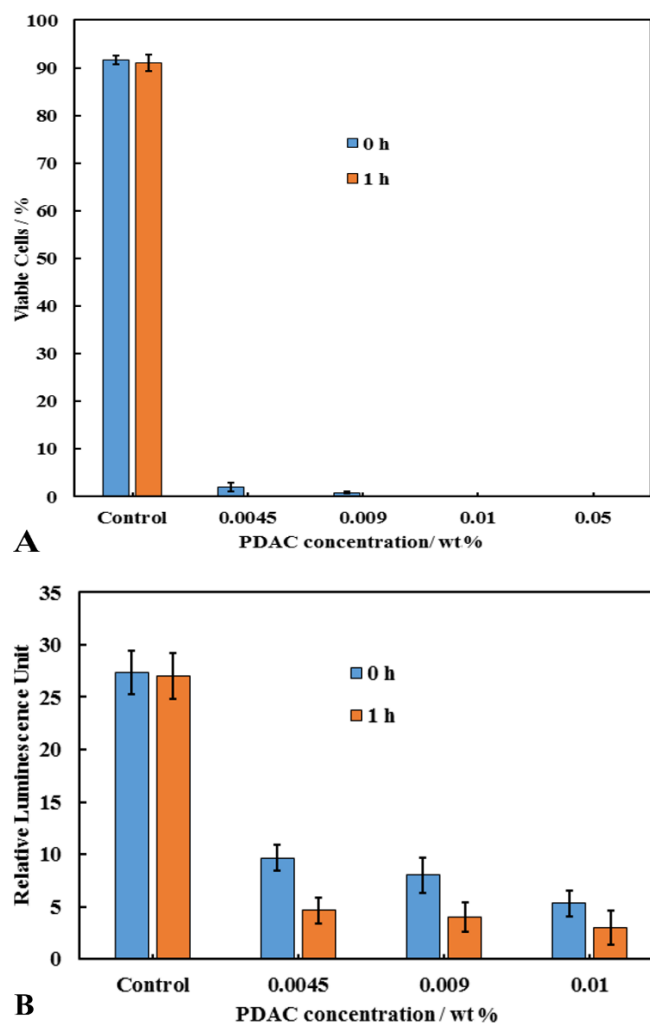 100
90
80
70
60
50
40
30
20
10
0
Viable Cells / %
0 h
1 h
Control 0.0045 0.009 0.01 0.05
PDAC concentration/ wt%
A
35
30
25
20
15
10
5
0
Relative Luminescence Unit
0 h
1 h
Control 0.0045 0.009 0.01
PDAC concentration / wt%
B